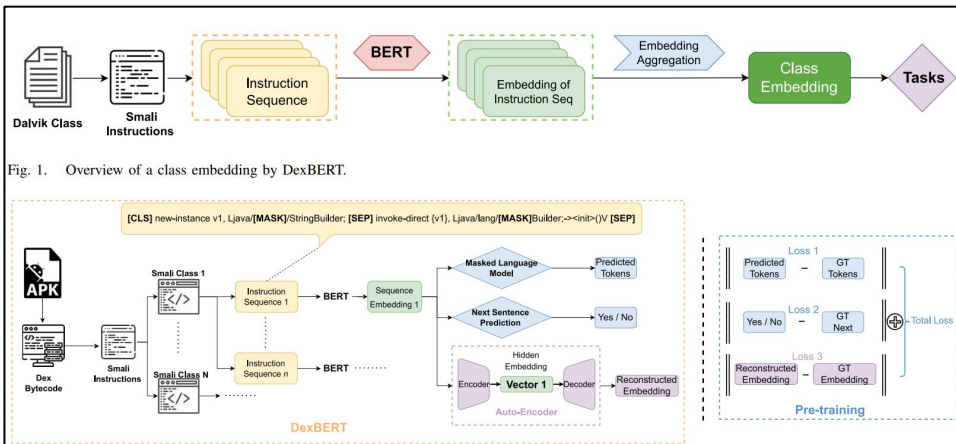 Dalvik Class
Smali
Instructions
Instruction
Sequence
BERT
Embedding of
Instruction Seq
Embedding
Aggregation
Class
Embedding
Tasks
Fig. 1. Overview of a class embedding by DexBERT.
[CLS] new-instance v1, Ljava/[MASK]/StringBuilder; [SEP] invoke-direct {v1}, Ljava/lang/[MASK]Builder;-><init>()V [SEP]
APK
Dex
Bytecode
Smali
Instructions
Smali Class 1
</>
Smali Class N
</>
Instruction
Sequence 1
Instruction
Sequence n
BERT
BERT
Sequence
Embedding 1
Masked Language
Model
Predicted
Tokens
Next Sentence
Prediction
Yes / No
Hidden
Embedding
Encoder
Vector 1
Decoder
Auto-Encoder
Reconstructed
Embedding
DexBERT
Loss 1
Predicted
Tokens
–
GT
Tokens
Loss 2
Yes / No
–
GT
Next
Loss 3
Reconstructed
Embedding
–
GT
Embedding
Total Loss
Pre-training